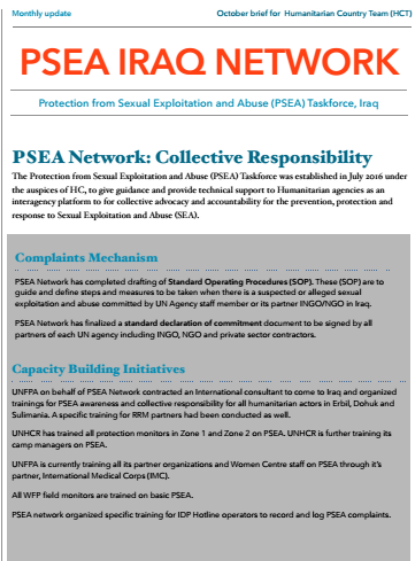 Monthly update
October brief for Humanitarian Country Team (HCT)
PSEA IRAQ NETWORK
Protection from Sexual Exploitation and Abuse (PSEA) Taskforce, Iraq
PSEA Network: Collective Responsibility
The Protection from Sexual Exploitation and Abuse (PSEA) Taskforce was established in July 2016 under
the auspices of HC, to give guidance and provide technical support to Humanitarian agencies as an
interagency platform to for collective advocacy and accountability for the prevention, protection and
response to Sexual Exploitation and Abuse (SEA).
Complaints Mechanism
PSEA Network has completed drafting of Standard Operating Procedures (SOP). These (SOP) are to
guide and define steps and measures to be taken when there is a suspected or alleged sexual
exploitation and abuse committed by UN Agency staff member or its partner INGO/NGO in Iraq.
PSEA Network has finalized a standard declaration of commitment document to be signed by all
partners of each UN agency including INGO, NGO and private sector contractors.
Capacity Building Initiatives
UNFPA on behalf of PSEA Network contracted an International consultant to come to Iraq and organized
trainings for PSEA awareness and collective responsibility for all humanitarian actors in Erbil, Dohuk and
Sulimania. A specific training for RRM partners had been conducted as well.
UNHCR has trained all protection monitors in Zone 1 and Zone 2 on PSEA. UNHCR is further training its
camp managers on PSEA.
UNFPA is currently training all its partner organizations and Women Centre staff on PSEA through it's
partner, International Medical Corps (IMC).
All WFP field monitors are trained on basic PSEA.
PSEA network organized specific training for IDP Hotline operators to record and log PSEA complaints.